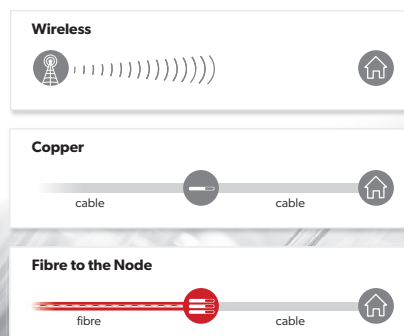 Wireless
Copper
cable cable
Fibre to the Node
fibre cable